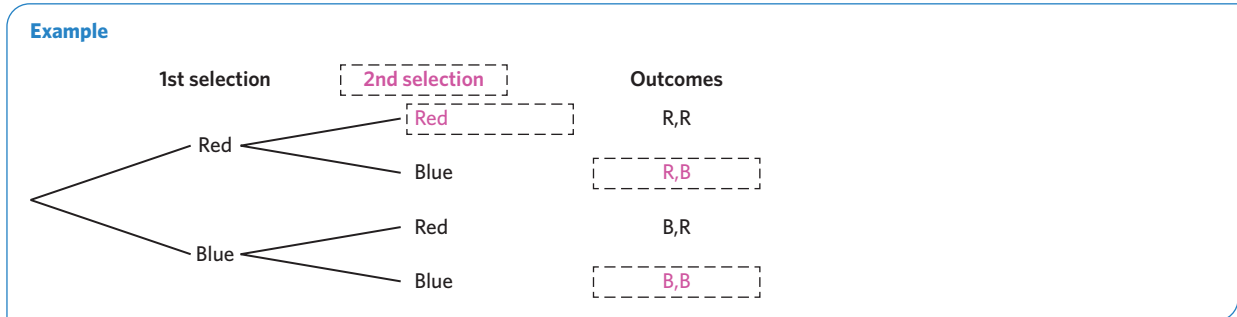 Example
1st selection 2nd selection Outcomes
Red R,R
Red
Blue R,B
Red B,R
Blue
Blue B,B